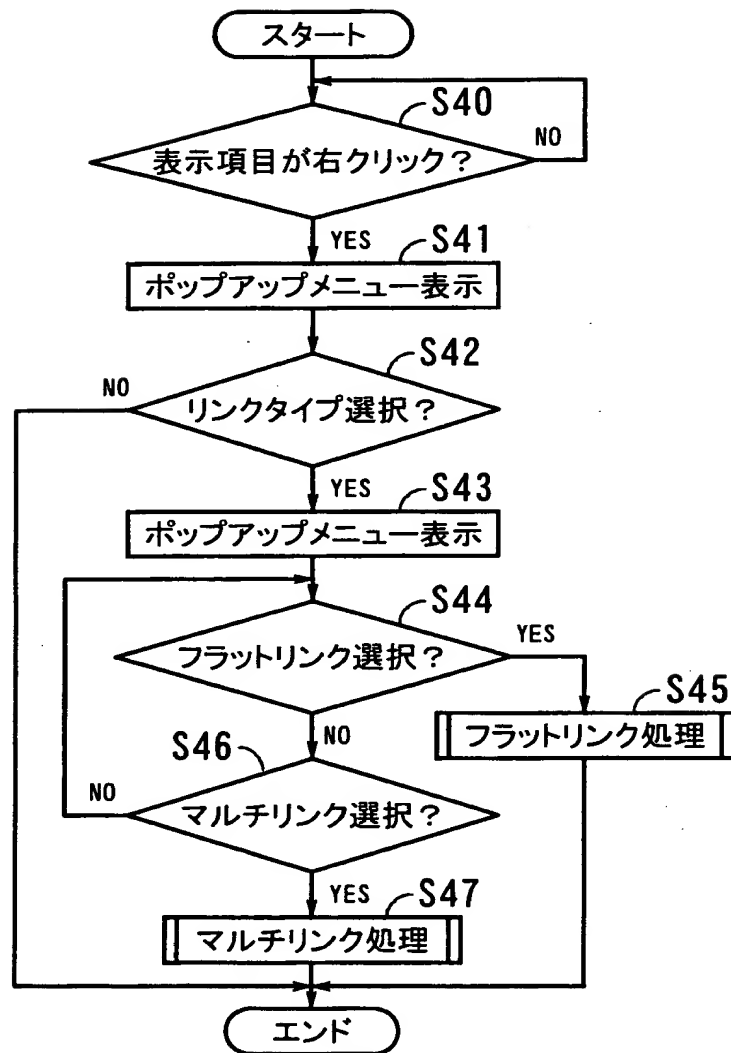 スタート
S40
表示項目が右クリック？
NO
YES
S41
ポップアップメニュー表示
S42
NO
リンクタイプ選択？
YES
S43
ポップアップメニュー表示
S44
フラットリンク選択？
YES
S45
フラットリンク処理
NO
S46
NO
マルチリンク選択？
YES
S47
マルチリンク処理
エンド